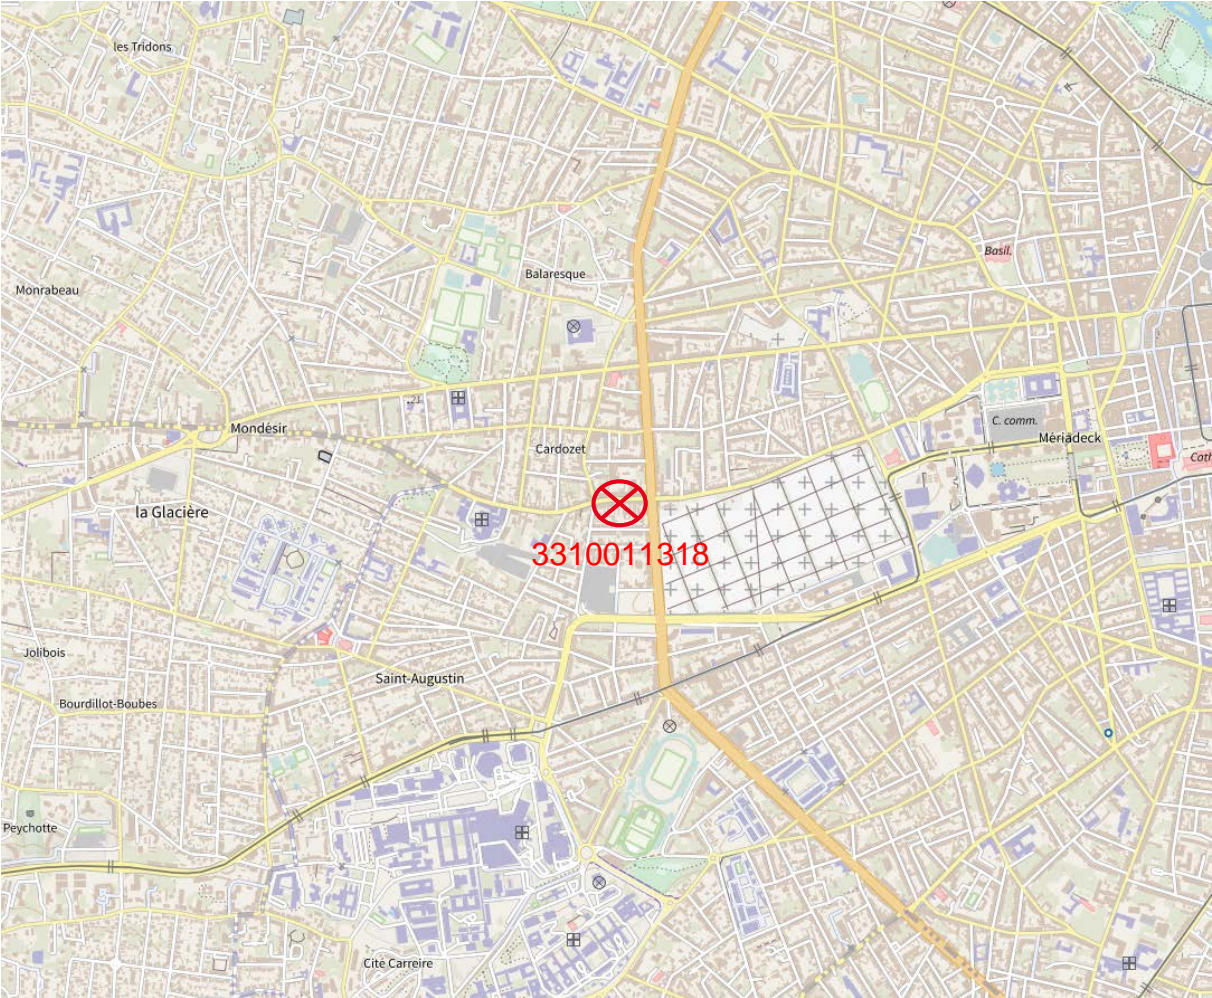 les Tridons
Basil.
Balaresque
Monrabeau
C. comm.
Mondésir
Mériadeck
Cardozet
Cath
la Glacière
3310011318
Jolibois
Saint-Augustin
Bourdillot-Boubes
Peychotte
Cité Carreire